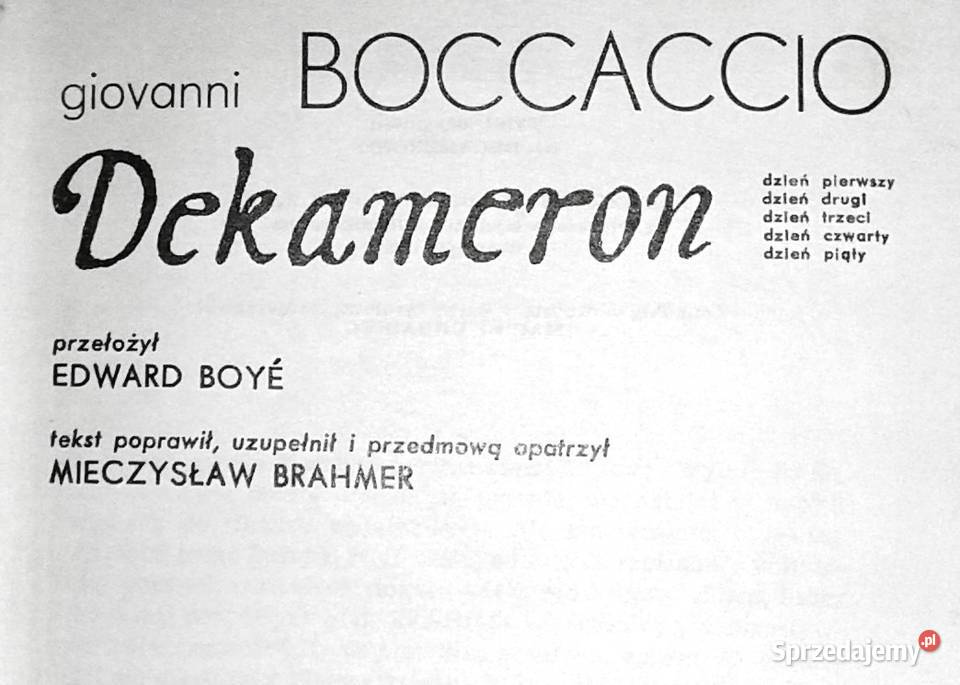 giovanni BOCCACCIO
Dekameron
dzień pierwszy
dzień drugi
dzień trzeci
dzień czwarty
dzień piąty
przełożył
EDWARD BOYÉ
tekst poprawił, uzupełnił i przedmową opatrzył
MIECZYSŁAW BRAHMER
Sprzedajemy.pl